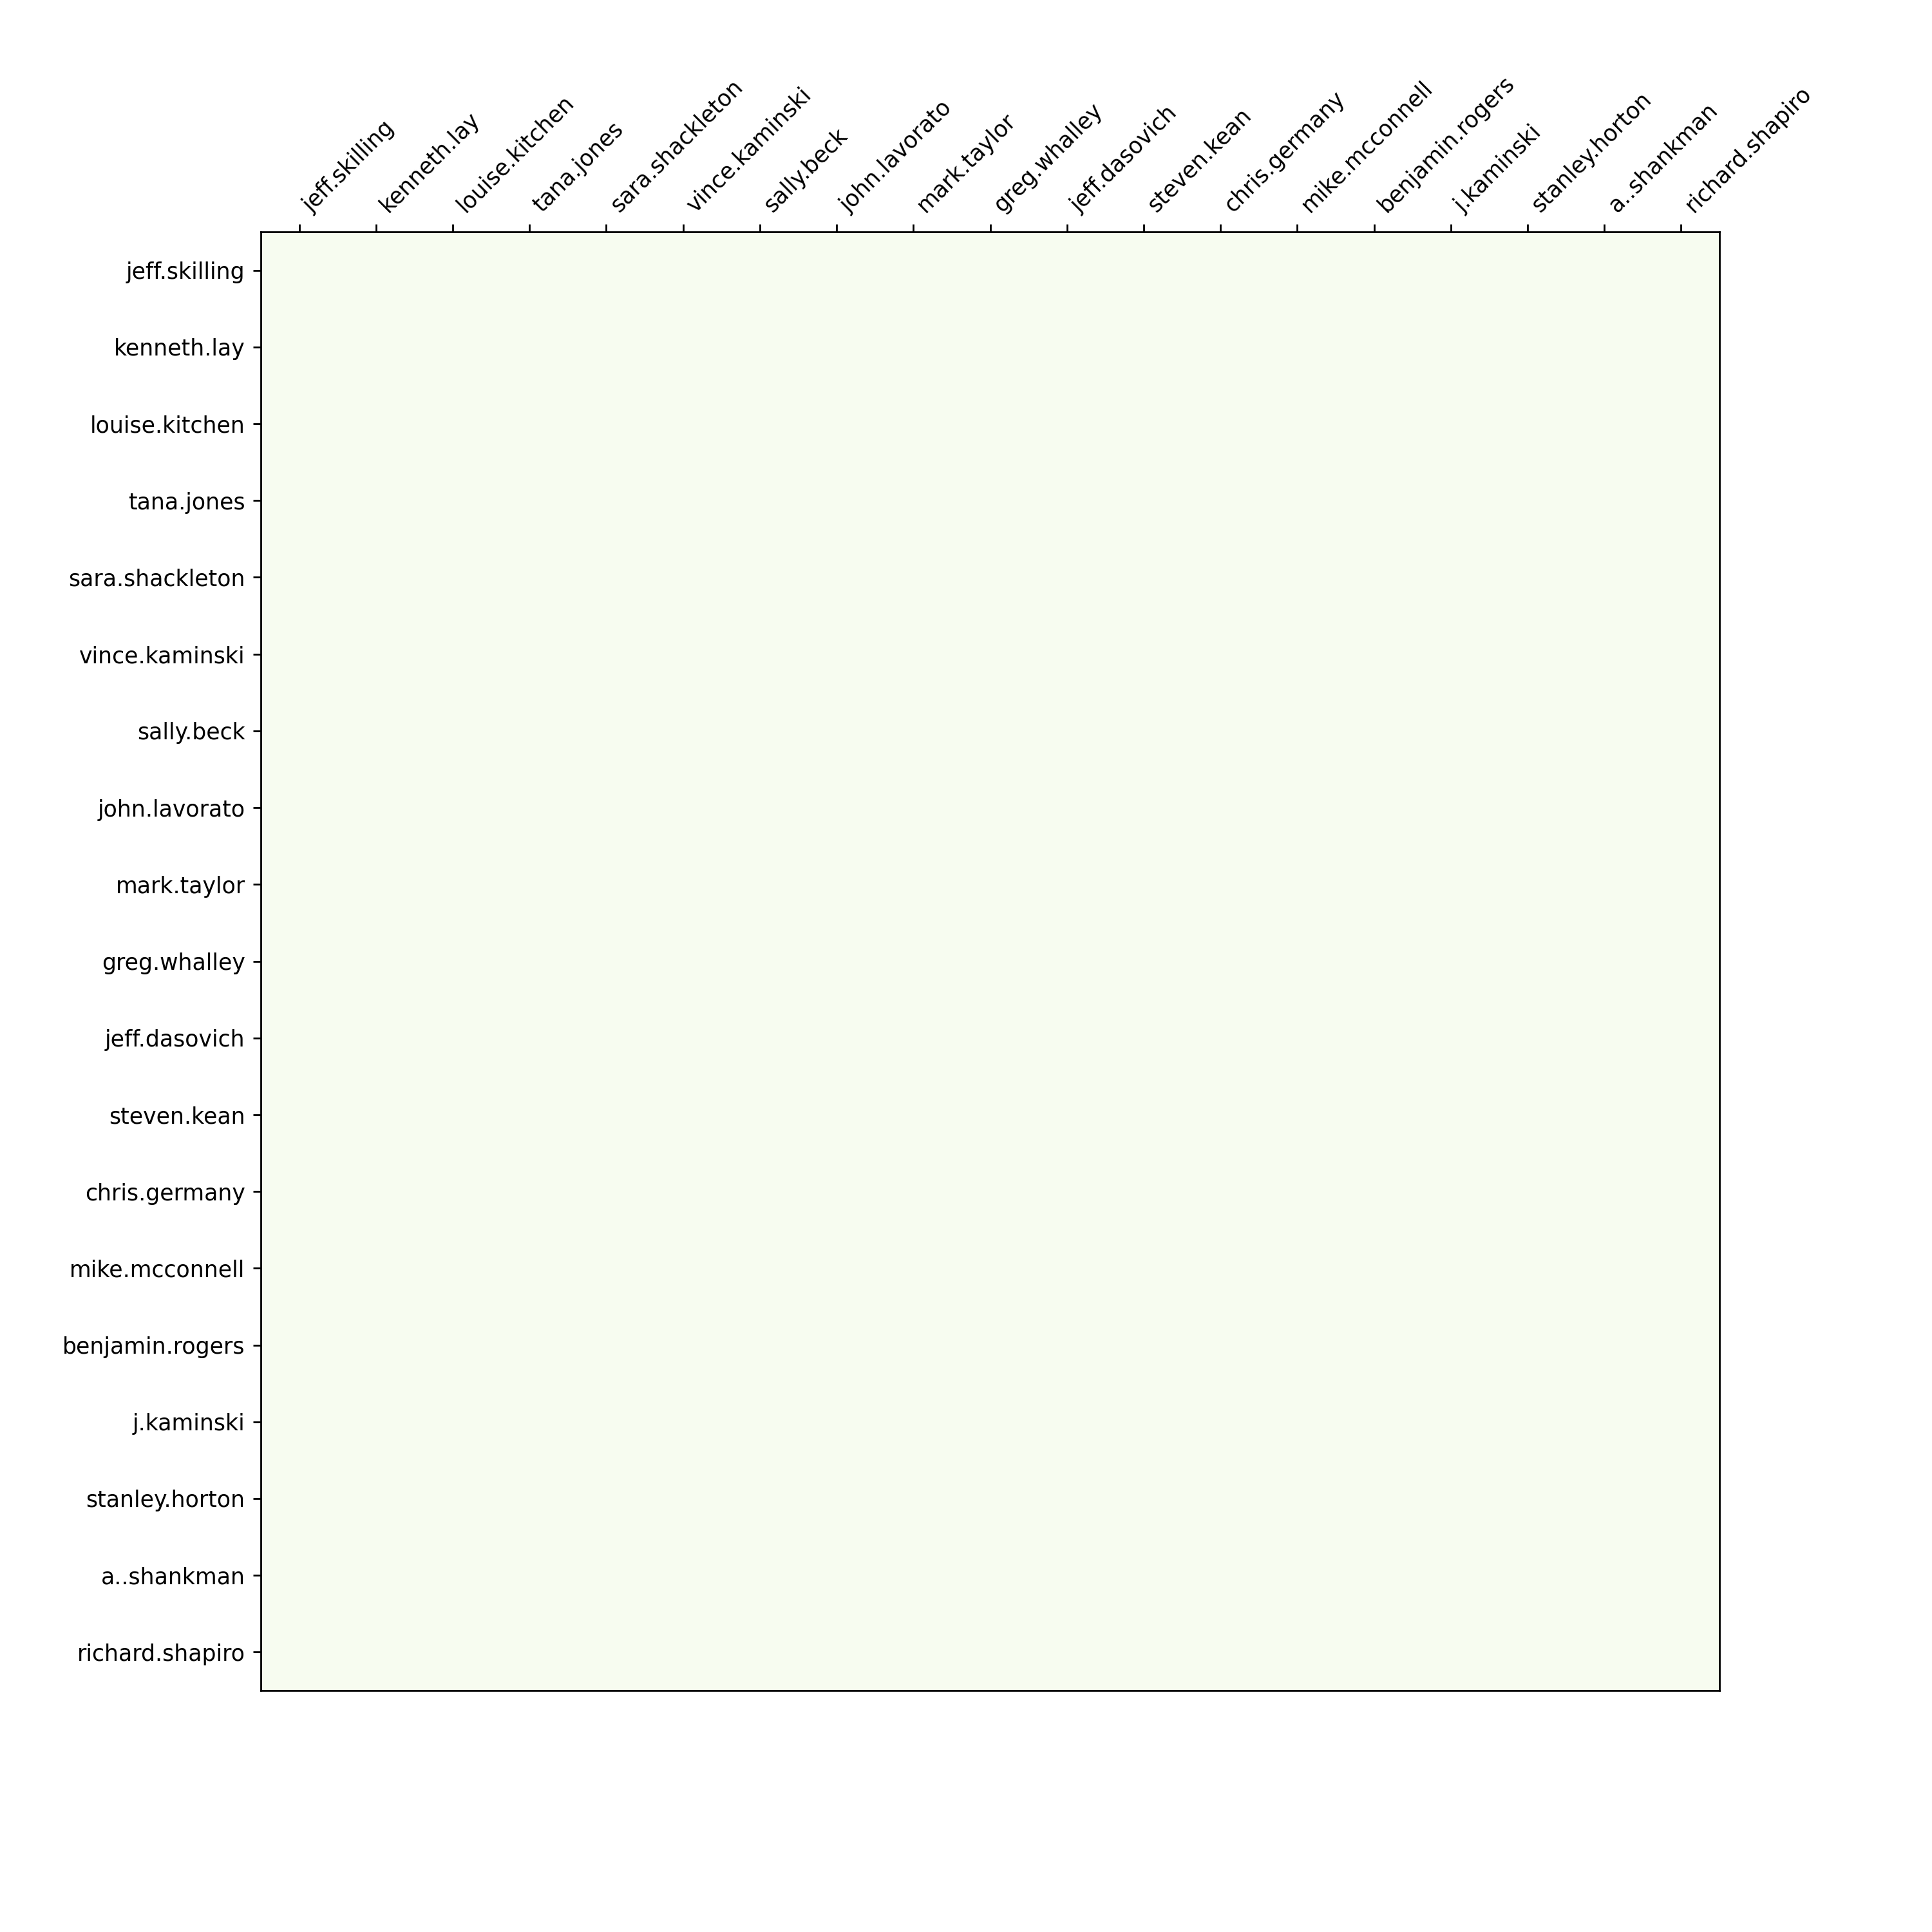 jeff.skilling
kenneth.lay
louise.kitchen
tana.jones
sara.shackleton
vince.kaminski
sally.beck
john.lavorato
mark.taylor
greg.whalley
jeff.dasovich
steven.kean
chris.germany
mike.mcconnell
benjamin.rogers
j.kaminski
stanley.horton
a..shankman
richard.shapiro
jeff.skilling
kenneth.lay
louise.kitchen
tana.jones
sara.shackleton
vince.kaminski
sally.beck
john.lavorato
mark.taylor
greg.whalley
jeff.dasovich
steven.kean
chris.germany
mike.mcconnell
benjamin.rogers
j.kaminski
stanley.horton
a..shankman
richard.shapiro